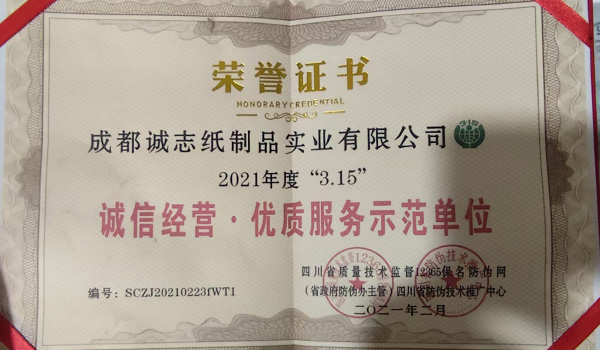 荣誉证书
HONORARY CREDENTIAL
成都诚志纸制品实业有限公司
315
2021年度“3.15”
诚信经营·优质服务示范单位
四川省质量技术监督12365保名防伪网
编号：SCZJ20210223fWT1
（省政府防伪办主管）四川省防伪技术推广中心
二〇二一年二月